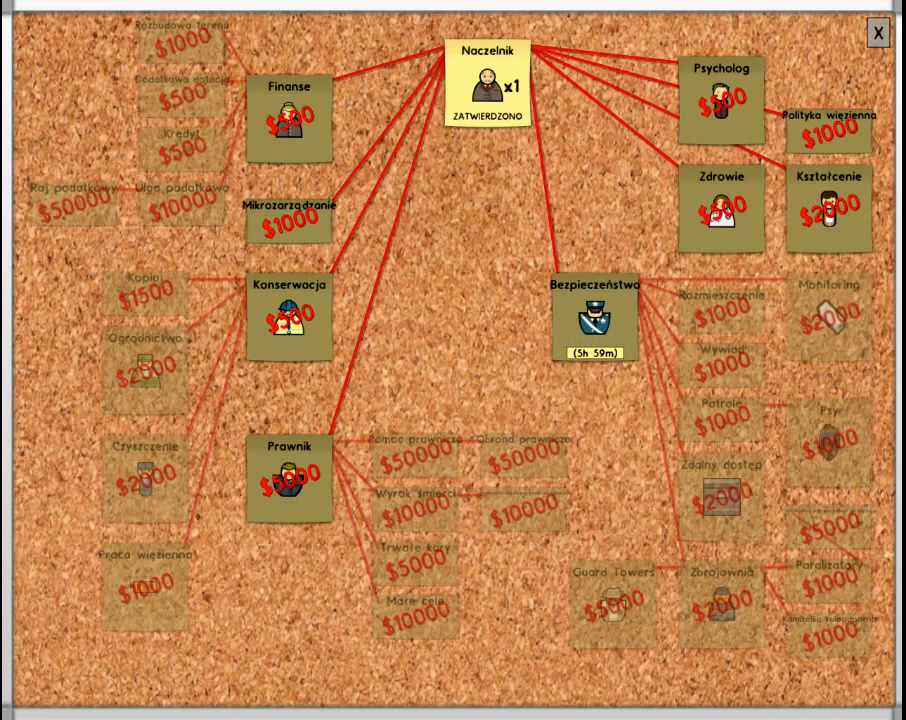 X
Naczelnik
x1
ZATWIERDZONO
Rozbudowa terenu
$1000
Dodatkowa dotacja
$500
Kredyt
$500
Raj podatkowy
$50000
Ulga podatkowa
$10000
Finanse
$500
Mikrozarządzanie
$1000
Psycholog
$500
Polityka więzienna
$1000
Zdrowie
$500
Kształcenie
$2000
Kopiol
$1500
Ogrodnictwo
$2000
Czyszczenie
$2000
Praca więzienna
$1000
Konserwacja
$500
Bezpieczeństwo
(5h 59m)
Rozmieszczenie
$1000
Wywiad
$1000
Patrole
$1000
Zdalny dostęp
$2000
Monitoring
$2000
Psy
$1000
$5000
Prawnik
$5000
Pomoc prawnicza
$50000
Obrona prawnicza
$50000
Wyrok śmierci
$10000
$10000
Trwałe kary
$5000
Małe cele
$10000
Guard Towers
$5000
Zbrojownia
$2000
Paralizatory
$1000
Kamizelka kuloodporna
$1000